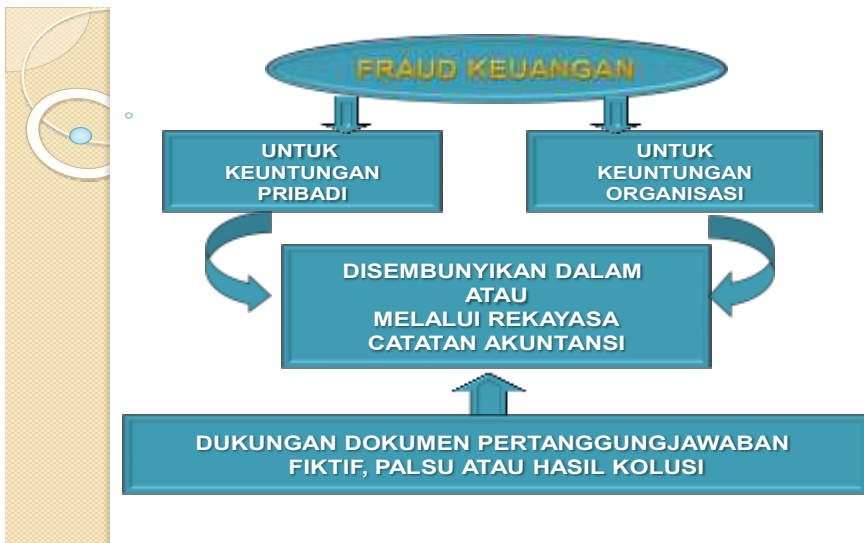 FRAUD KEUANGAN
UNTUK
KEUNTUNGAN
PRIBADI
UNTUK
KEUNTUNGAN
ORGANISASI
DISEMBUNYIKAN DALAM
ATAU
MELALUI REKAYASA
CATATAN AKUNTANSI
DUKUNGAN DOKUMEN PERTANGGUNGJAWABAN
FIKTIF, PALSU ATAU HASIL KOLUSI